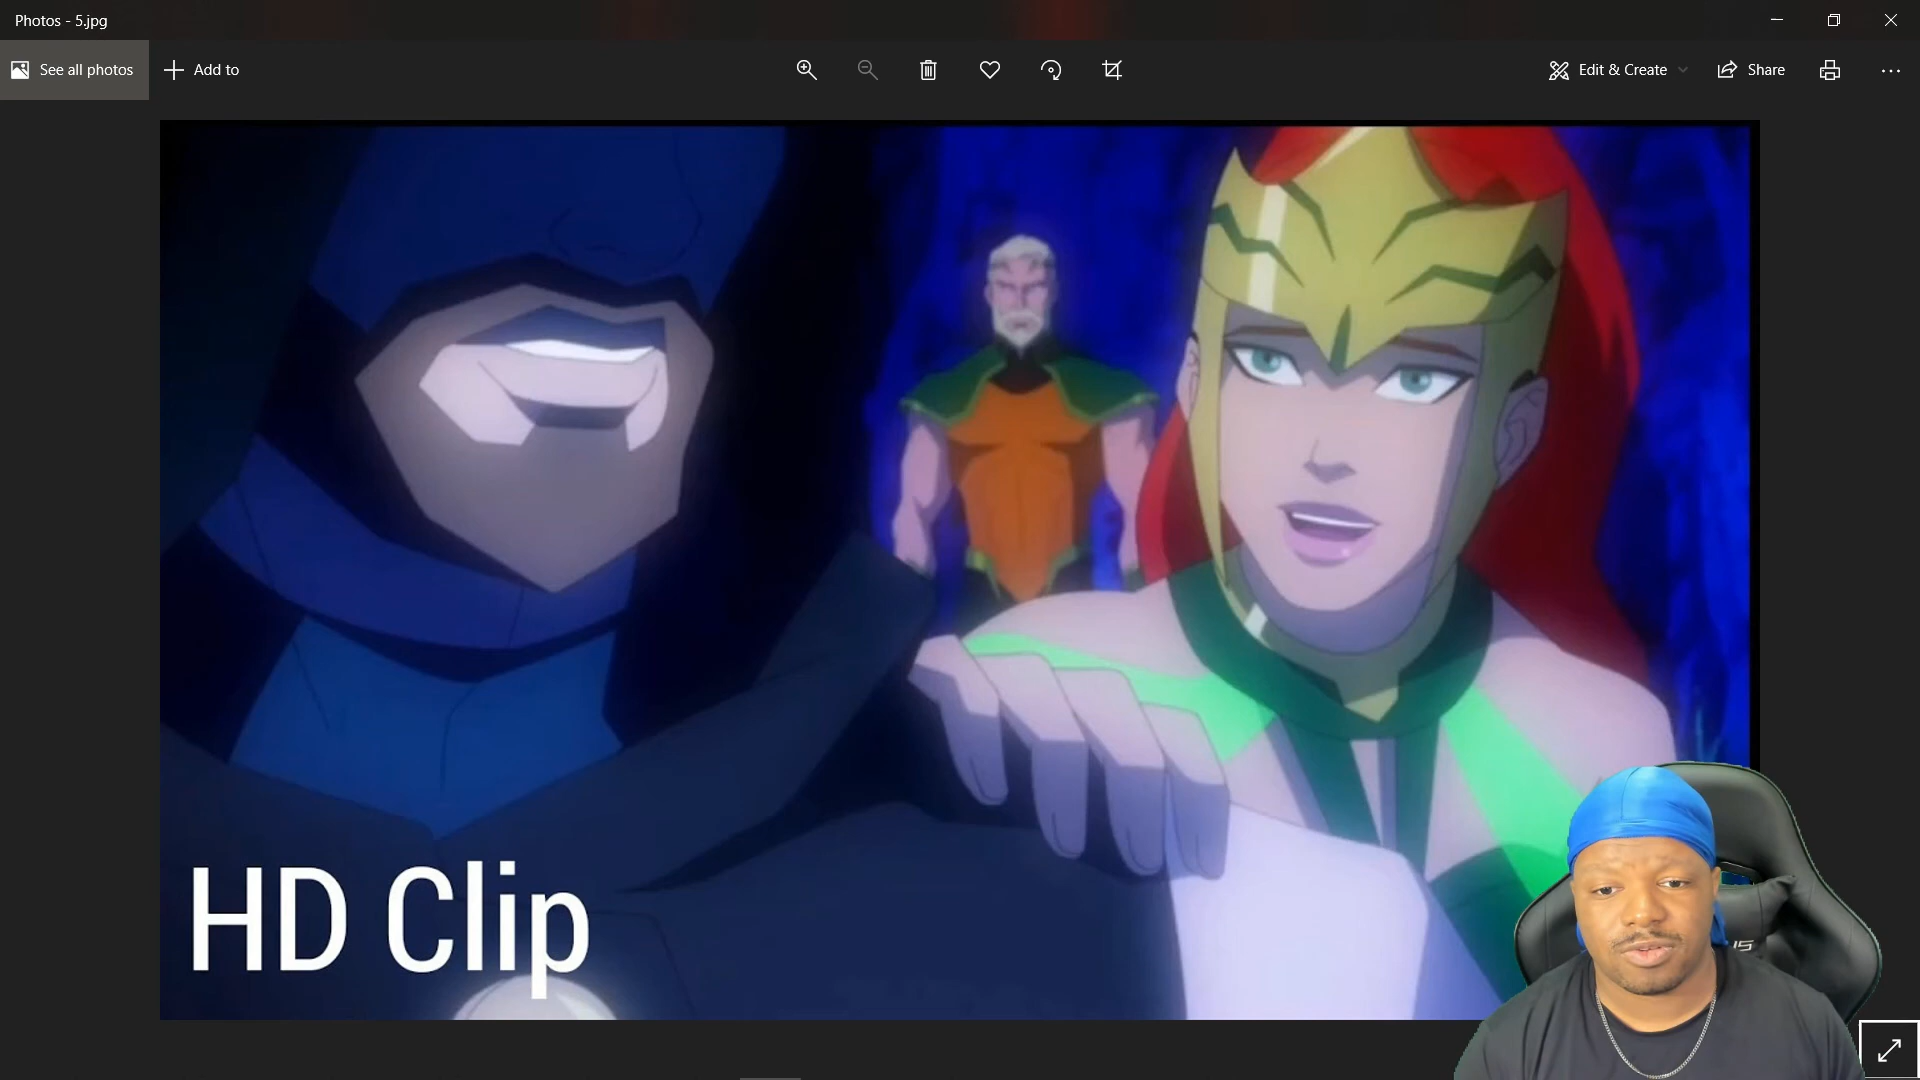 Photos - 5.jpg
See all photos
Add to
Edit & Create
Share
HD Clip